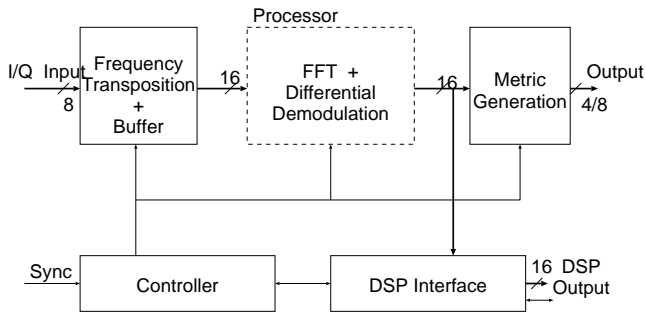 Processor
I/Q Input
8
Frequency
Transposition
+
Buffer
16
FFT +
Differential
Demodulation
16
Metric
Generation
Output
4/8
Sync
Controller
DSP Interface
16 DSP
Output